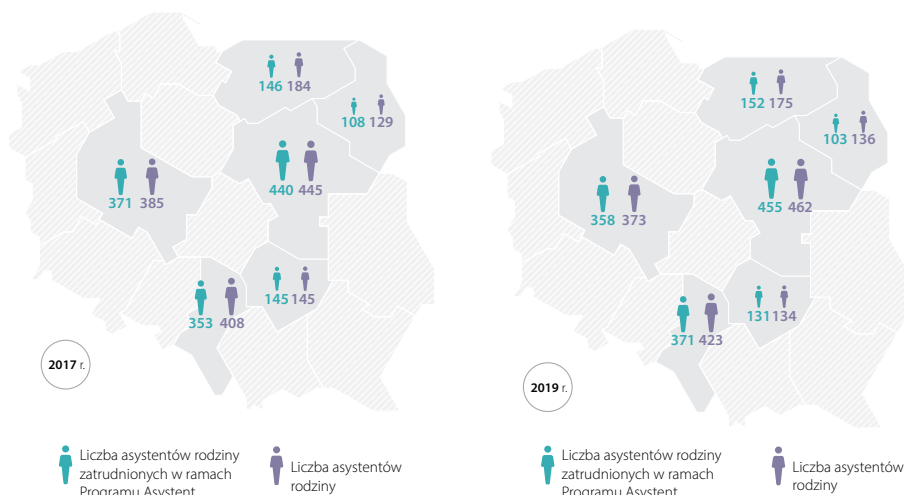 146 184
108 129
371 385
440 445
353 408
145 145
2017 r.
Liczba asystentów rodziny
zatrudnionych w ramach
Programu Asystent
Liczba asystentów
rodziny
152 175
103 136
358 373
455 462
371 423
131 134
2019 r.
Liczba asystentów rodziny
zatrudnionych w ramach
Programu Asystent
Liczba asystentów
rodziny